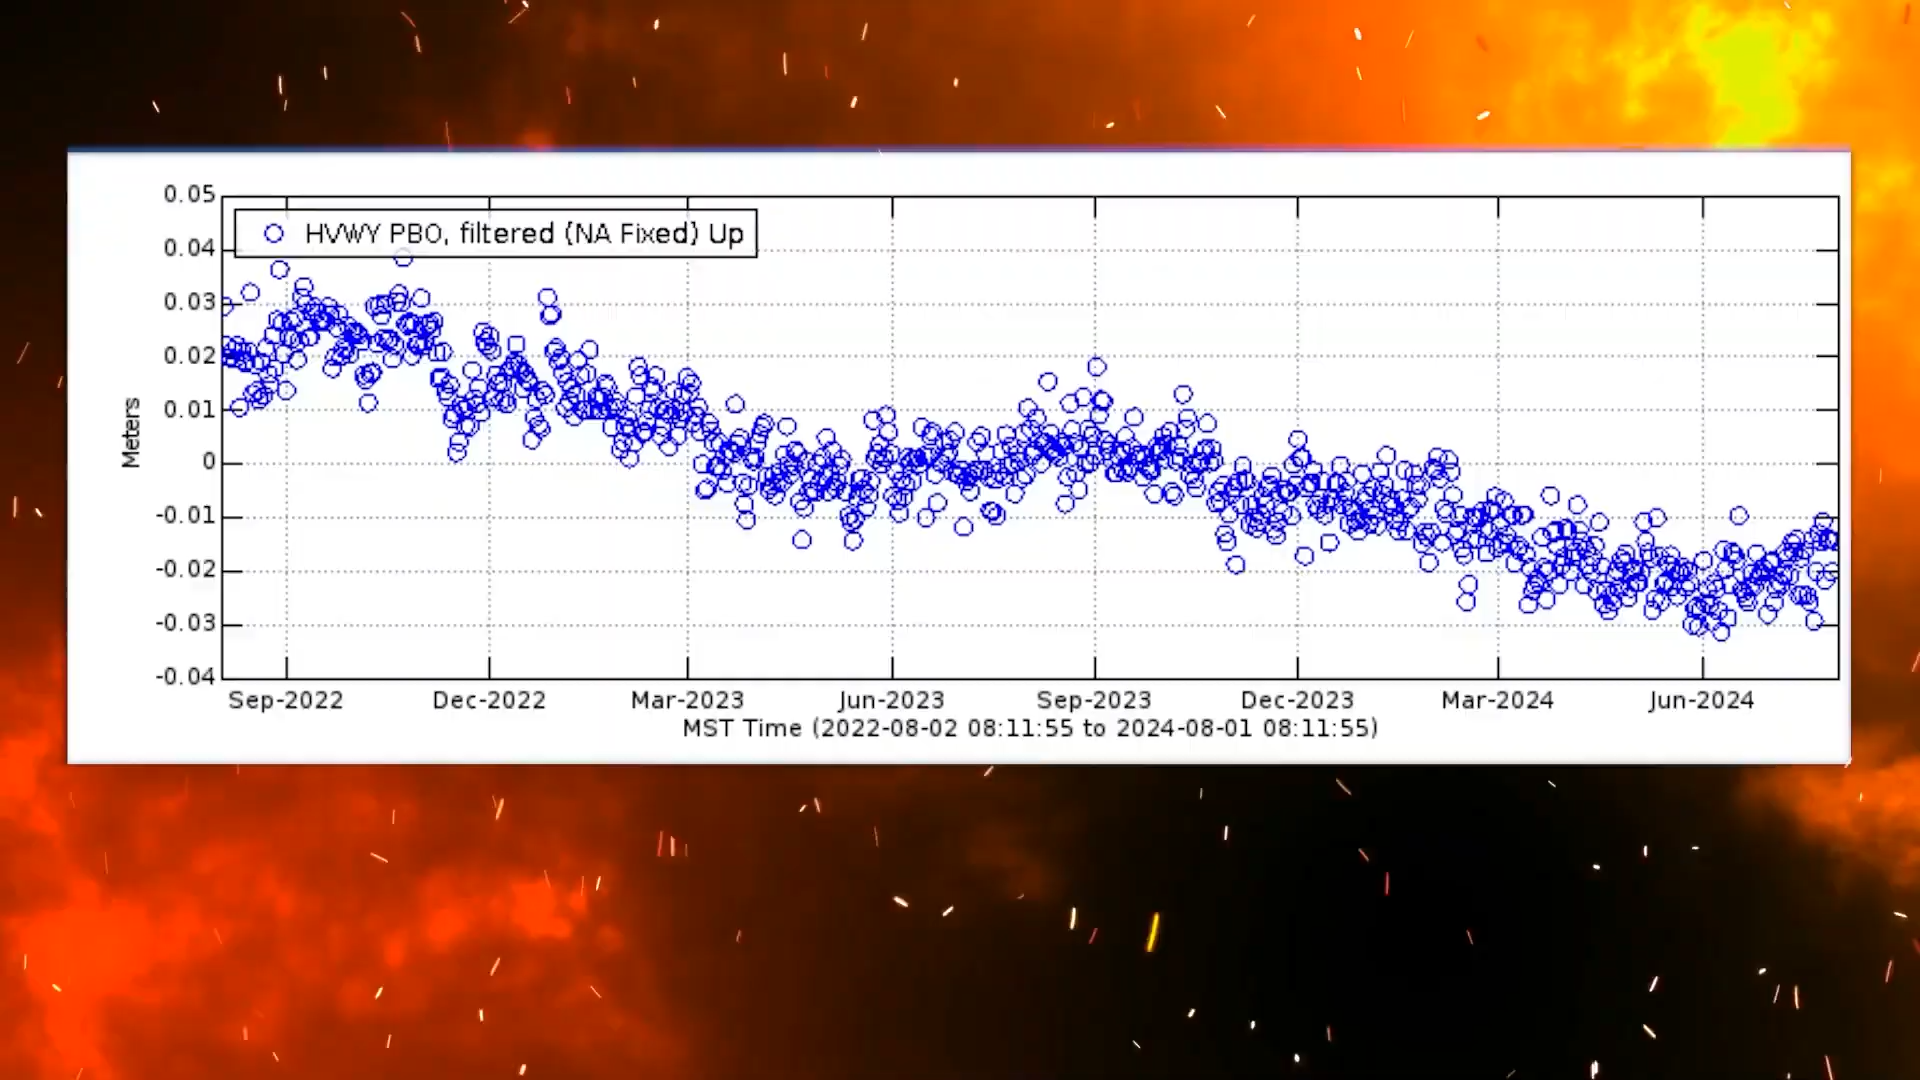 0.05
HVWY PBO, filtered (NA Fixed) Up
0.04
0.03
0.02
0.01
0
-0.01
-0.02
-0.03
-0.04
Meters
Sep-2022 Dec-2022 Mar-2023 Jun-2023 Sep-2023 Dec-2023 Mar-2024 Jun-2024
MST Time (2022-08-02 08:11:55 to 2024-08-01 08:11:55)